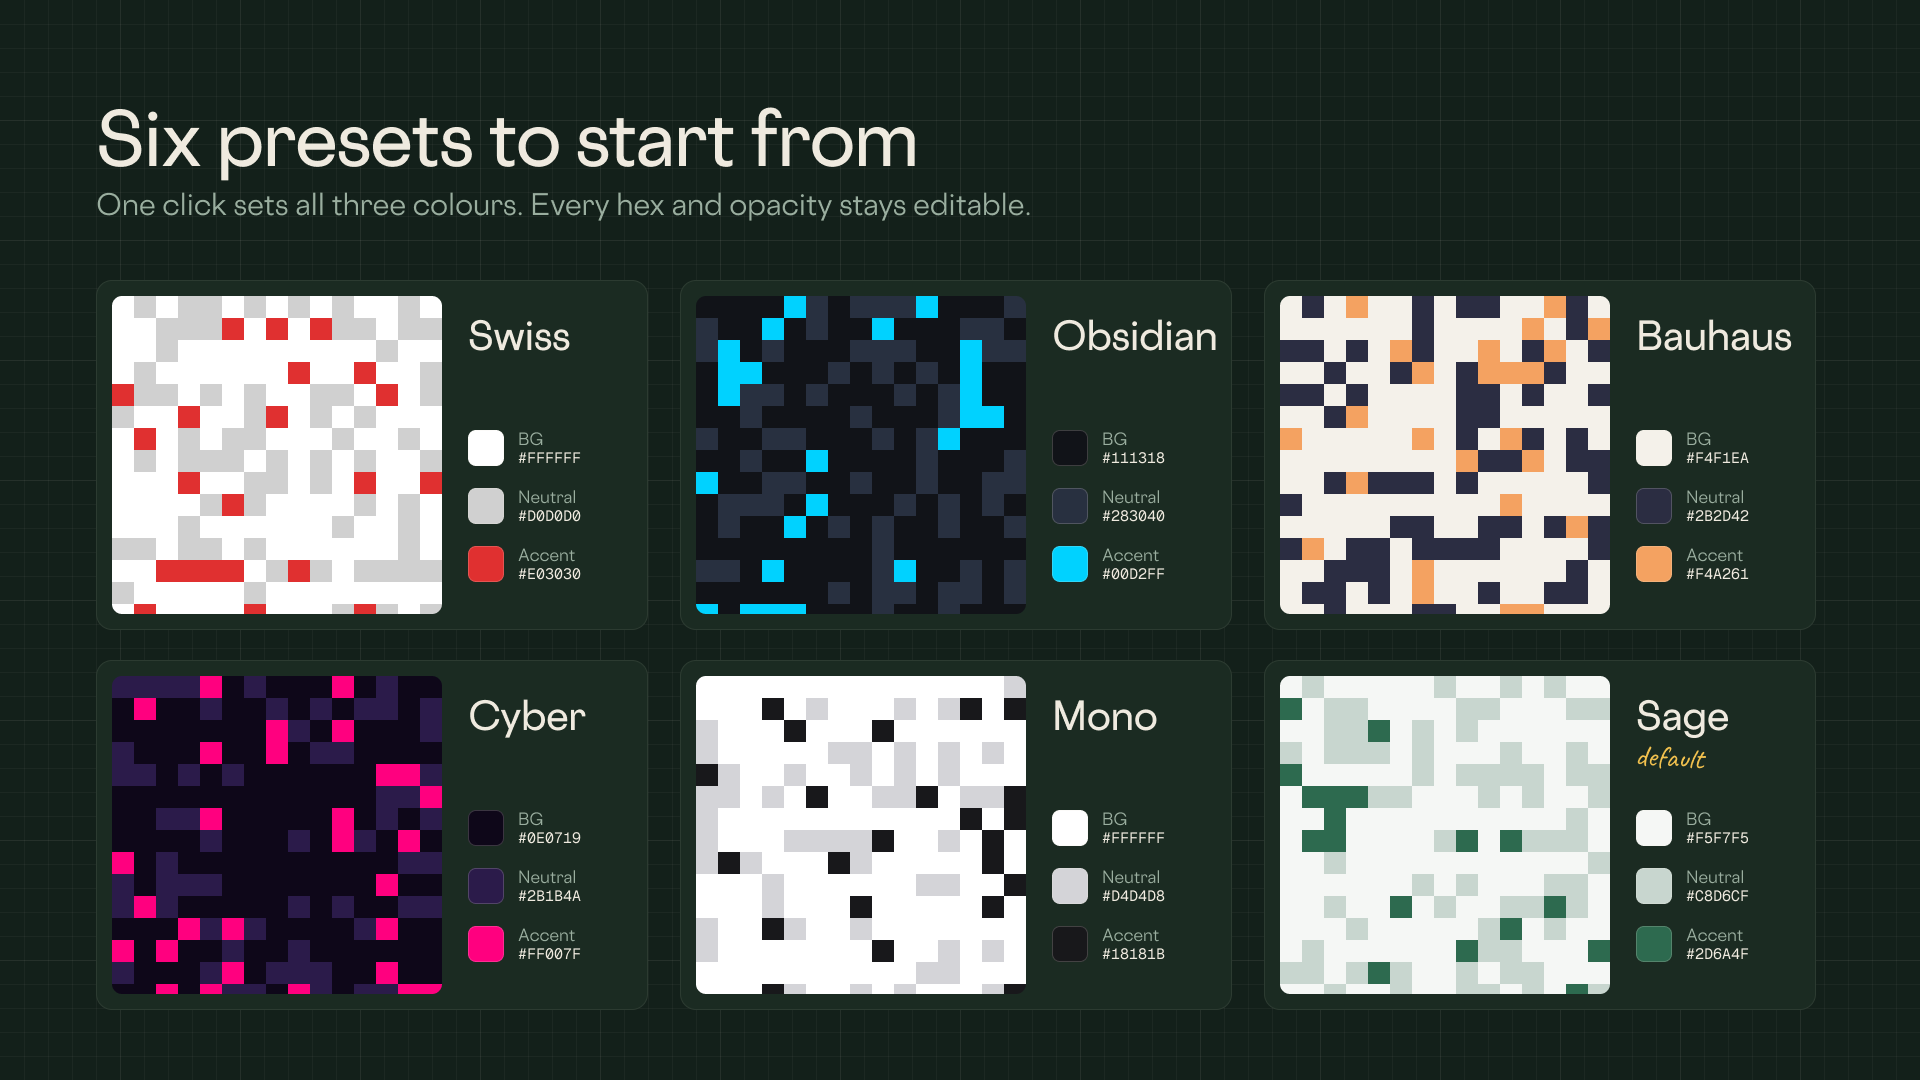 Six presets to start from
One click sets all three colours. Every hex and opacity stays editable.
Swiss
BG
#FFFFFF
Neutral
#D0D0D0
Accent
#E03030
Obsidian
BG
#111318
Neutral
#283040
Accent
#00D2FF
Bauhaus
BG
#F4F1EA
Neutral
#2B2D42
Accent
#F4A261
Cyber
BG
#0E0719
Neutral
#2B1B4A
Accent
#FF007F
Mono
BG
#FFFFFF
Neutral
#D4D4D8
Accent
#18181B
Sage
default
BG
#F5F7F5
Neutral
#C8D6CF
Accent
#2D6A4F